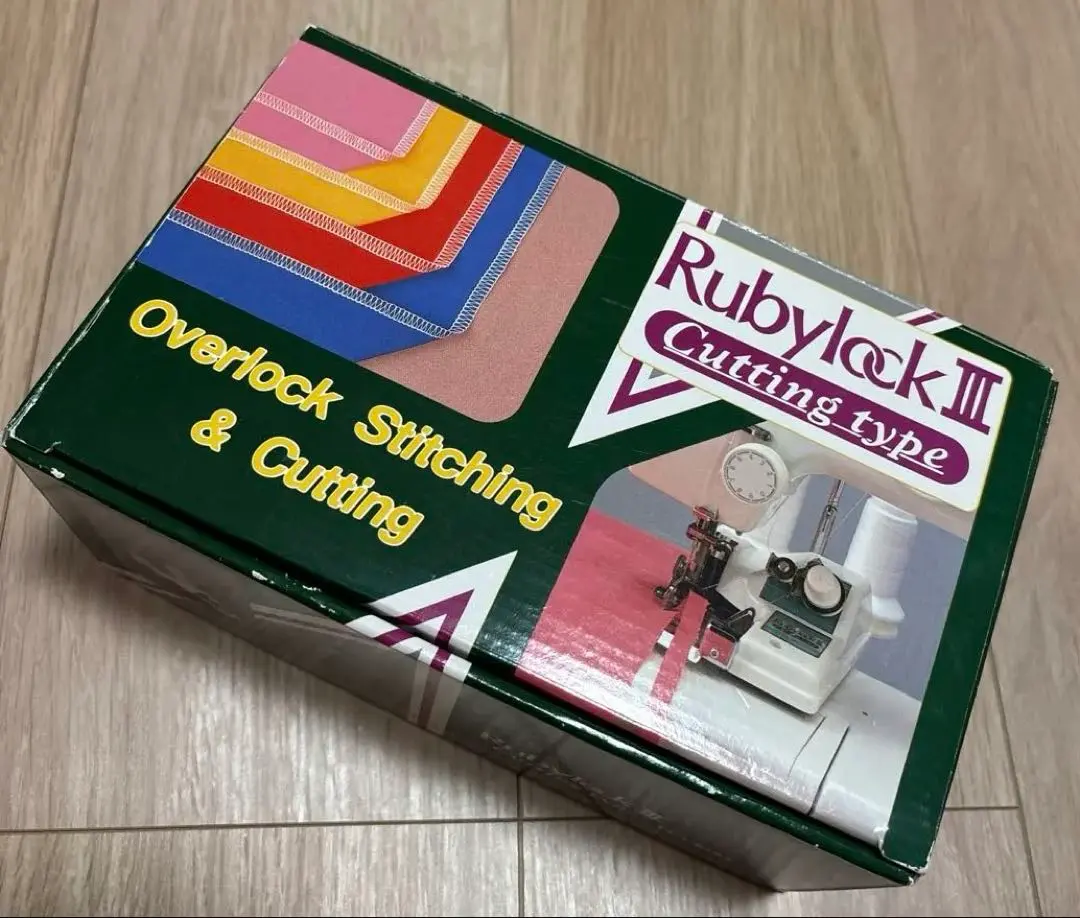 Overlock Stitching
& Cutting
Rubylock III
Cutting type